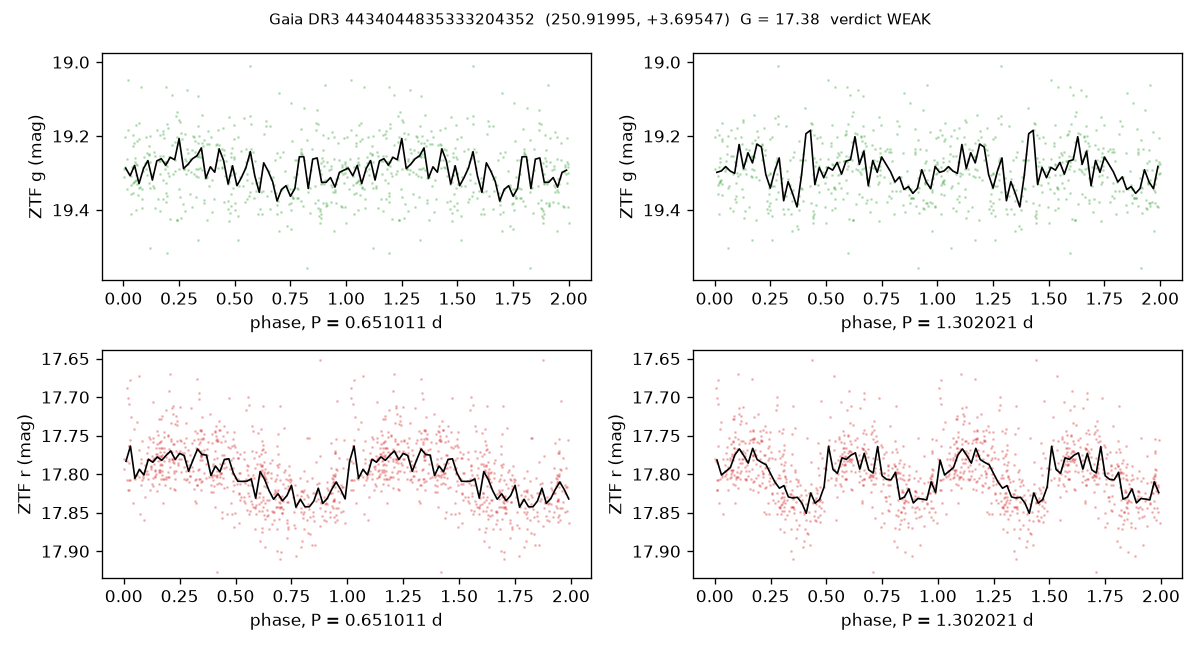 Gaia DR3 4434044835333204352  (250.91995, +3.69547)  G = 17.38  verdict WEAK
19.0
19.2
19.4
ZTF g (mag)
0.00 0.25 0.50 0.75 1.00 1.25 1.50 1.75 2.00
phase, P = 0.651011 d
19.0
19.2
19.4
ZTF g (mag)
0.00 0.25 0.50 0.75 1.00 1.25 1.50 1.75 2.00
phase, P = 1.302021 d
17.65
17.70
17.75
17.80
17.85
17.90
ZTF r (mag)
0.00 0.25 0.50 0.75 1.00 1.25 1.50 1.75 2.00
phase, P = 0.651011 d
17.65
17.70
17.75
17.80
17.85
17.90
ZTF r (mag)
0.00 0.25 0.50 0.75 1.00 1.25 1.50 1.75 2.00
phase, P = 1.302021 d